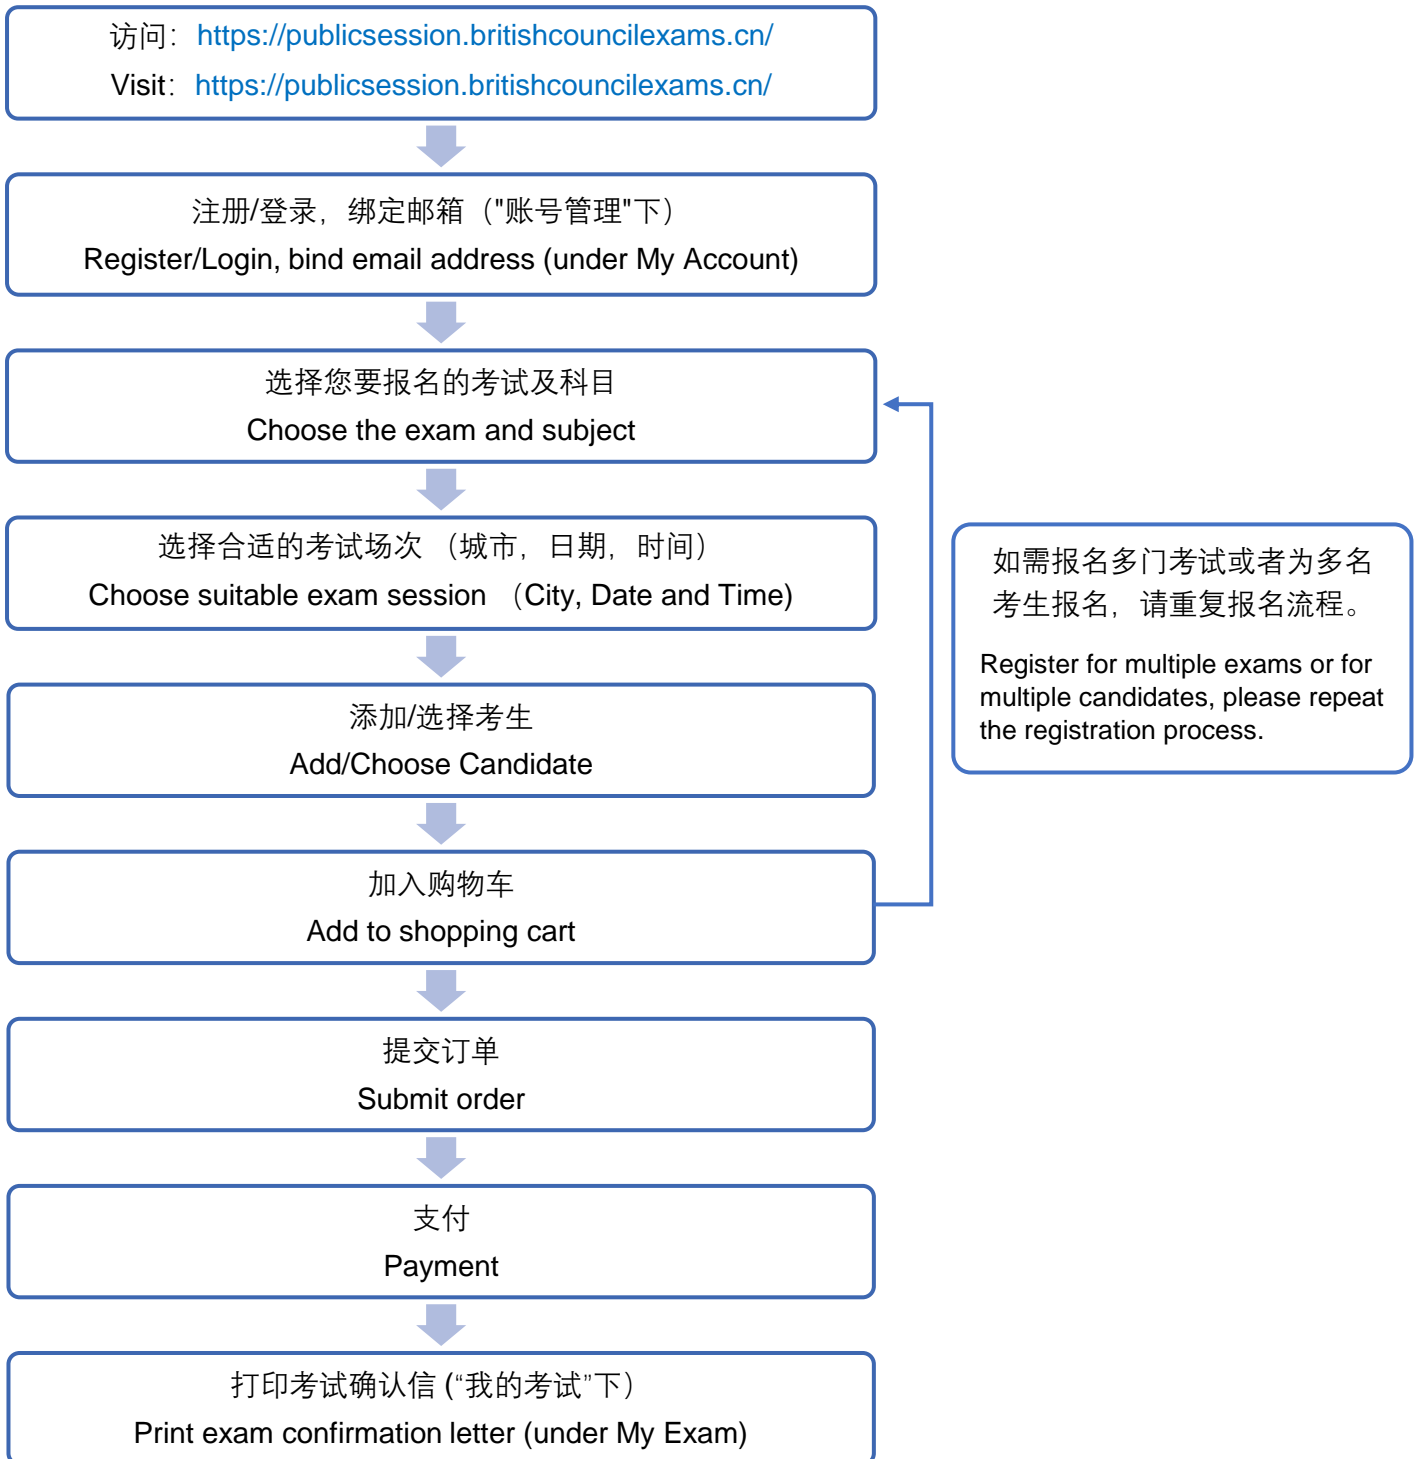 访问：https://publicsession.britishcouncilexams.cn/
Visit：https://publicsession.britishcouncilexams.cn/
注册/登录，绑定邮箱（"账号管理"下）
Register/Login, bind email address (under My Account)
选择您要报名的考试及科目
Choose the exam and subject
选择合适的考试场次 （城市，日期，时间）
Choose suitable exam session （City, Date and Time)
添加/选择考生
Add/Choose Candidate
加入购物车
Add to shopping cart
如需报名多门考试或者为多名
考生报名，请重复报名流程。
Register for multiple exams or for
multiple candidates, please repeat
the registration process.
提交订单
Submit order
支付
Payment
打印考试确认信 (“我的考试”下）
Print exam confirmation letter (under My Exam)